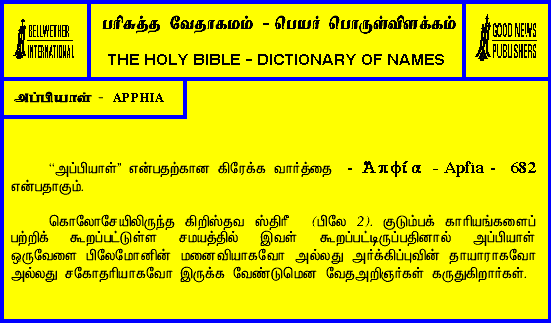 BELLWETHER
INTERNATIONAL
பரிசுத்த வேதாகமம் - பெயர் பொருள்விளக்கம்
THE HOLY BIBLE - DICTIONARY OF NAMES
GOOD NEWS
PUBLISHERS
அப்பியாள் - APPHIA
“அப்பியாள்” என்பதற்கான கிரேக்க வார்த்தை - Ἀπφία - Apfia - 682
என்பதாகும்.
கொலோசேயிலிருந்த கிறிஸ்தவ ஸ்திரீ (பிலே 2). குடும்பக் காரியங்களைப்
பற்றிக் கூறப்பட்டுள்ள சமயத்தில் இவள் கூறப்பட்டிருப்பதினால் அப்பியாள்
ஒருவேளை பிலேமோனின் மனைவியாகவோ அல்லது அர்க்கிப்புவின் தாயாராகவோ
அல்லது சகோதரியாகவோ இருக்க வேண்டுமென வேதஅறிஞர்கள் கருதுகிறார்கள்.